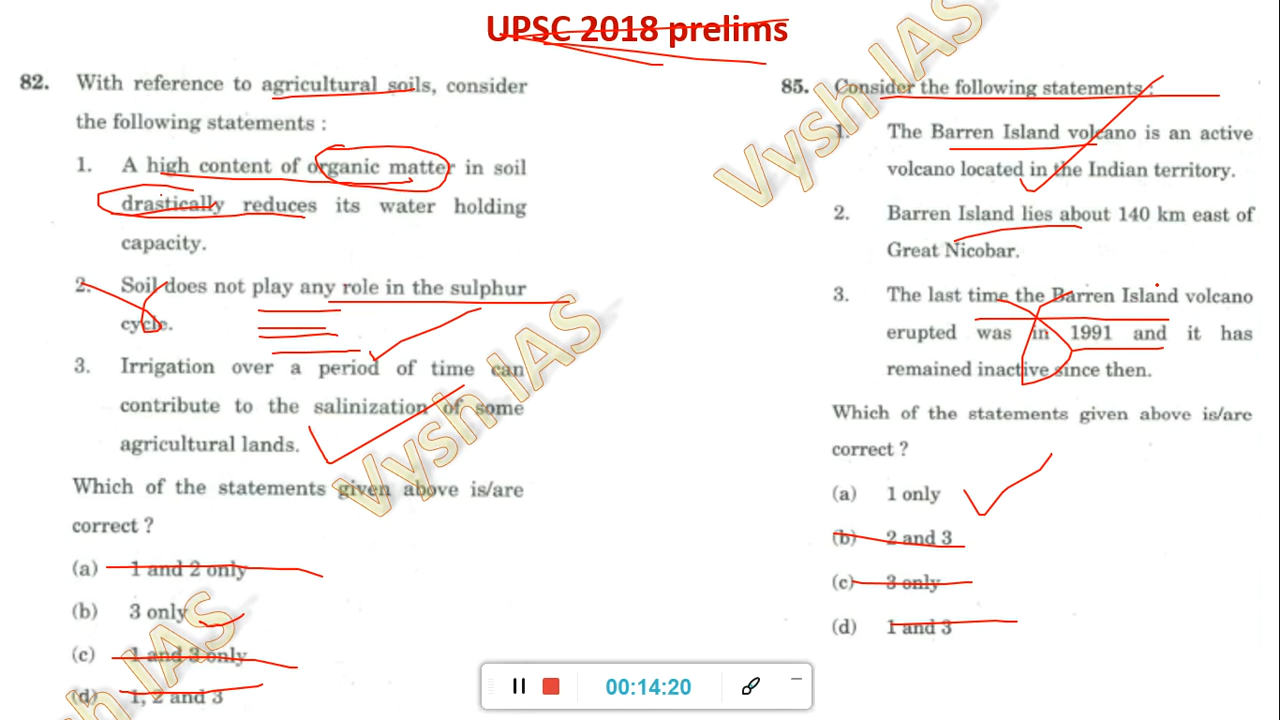 UPSC 2018 prelims
82. With reference to agricultural soils, consider
the following statements :
1. A high content of organic matter in soil
drastically reduces its water holding
capacity.
2. Soil does not play any role in the sulphur
cycle.
3. Irrigation over a period of time can
contribute to the salinization of some
agricultural lands.
Which of the statements given above is/are
correct ?
(a) 1 and 2 only
(b) 3 only
(c) 1 and 3 only
(d) 1, 2 and 3
85. Consider the following statements :
1. The Barren Island volcano is an active
volcano located in the Indian territory.
2. Barren Island lies about 140 km east of
Great Nicobar.
3. The last time the Barren Island volcano
erupted was in 1991 and it has
remained inactive since then.
Which of the statements given above is/are
correct ?
(a) 1 only
(b) 2 and 3
(c) 3 only
(d) 1 and 3
Vysh IAS
Vysh IAS
Vysh IAS
00:14:20